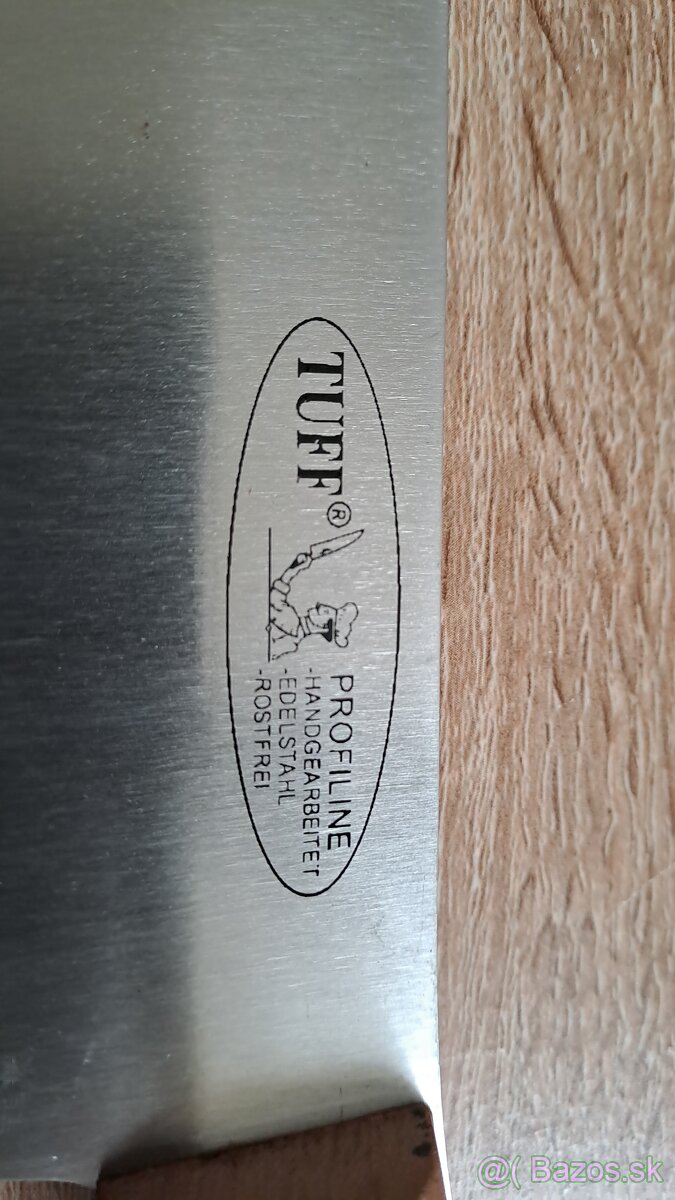 TUFF®
PROFILINE
-HANDGEARBEITET
-EDELSTAHL
-ROSTFREI
@( Bazos.sk